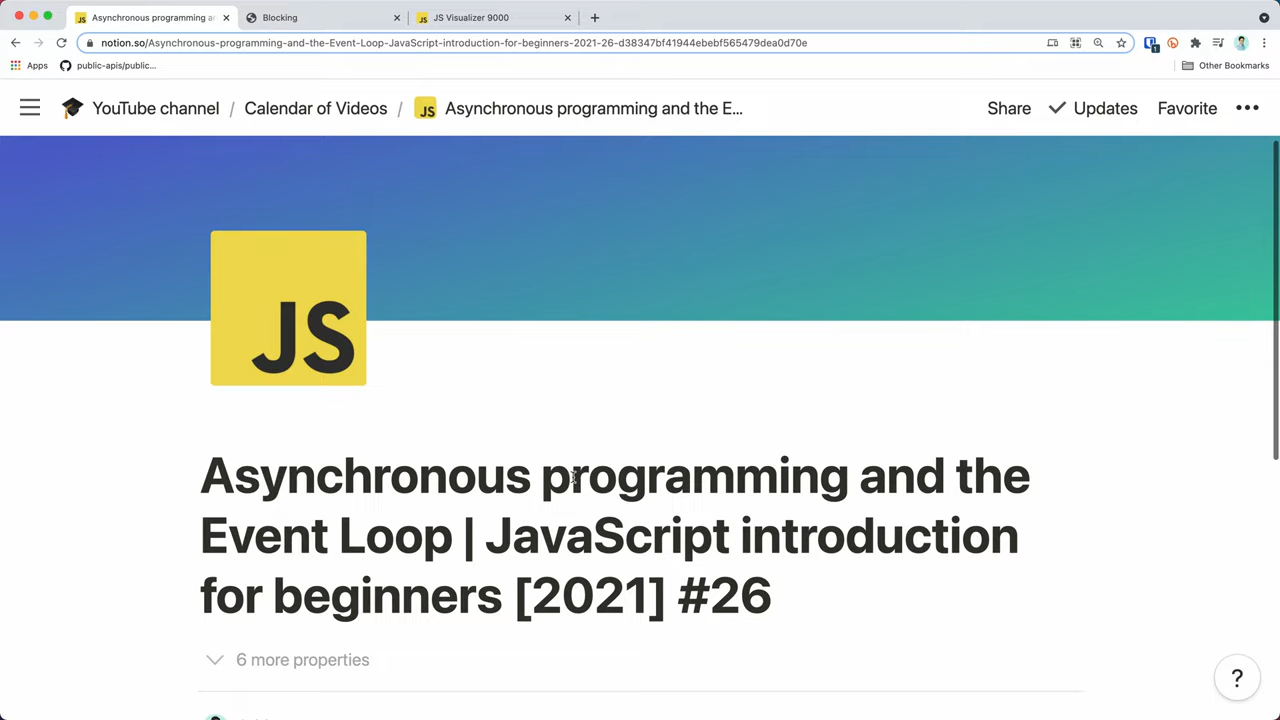 Asynchronous programming a
Blocking
JS Visualizer 9000
notion.so/Asynchronous-programming-and-the-Event-Loop-JavaScript-introduction-for-beginners-2021-26-d38347bf41944ebebf565479dea0d70e
Apps
public-apis/public...
Other Bookmarks
YouTube channel / Calendar of Videos / JS Asynchronous programming and the E...
Share
Updates
Favorite
JS
Asynchronous programming and the
Event Loop | JavaScript introduction
for beginners [2021] #26
6 more properties
?